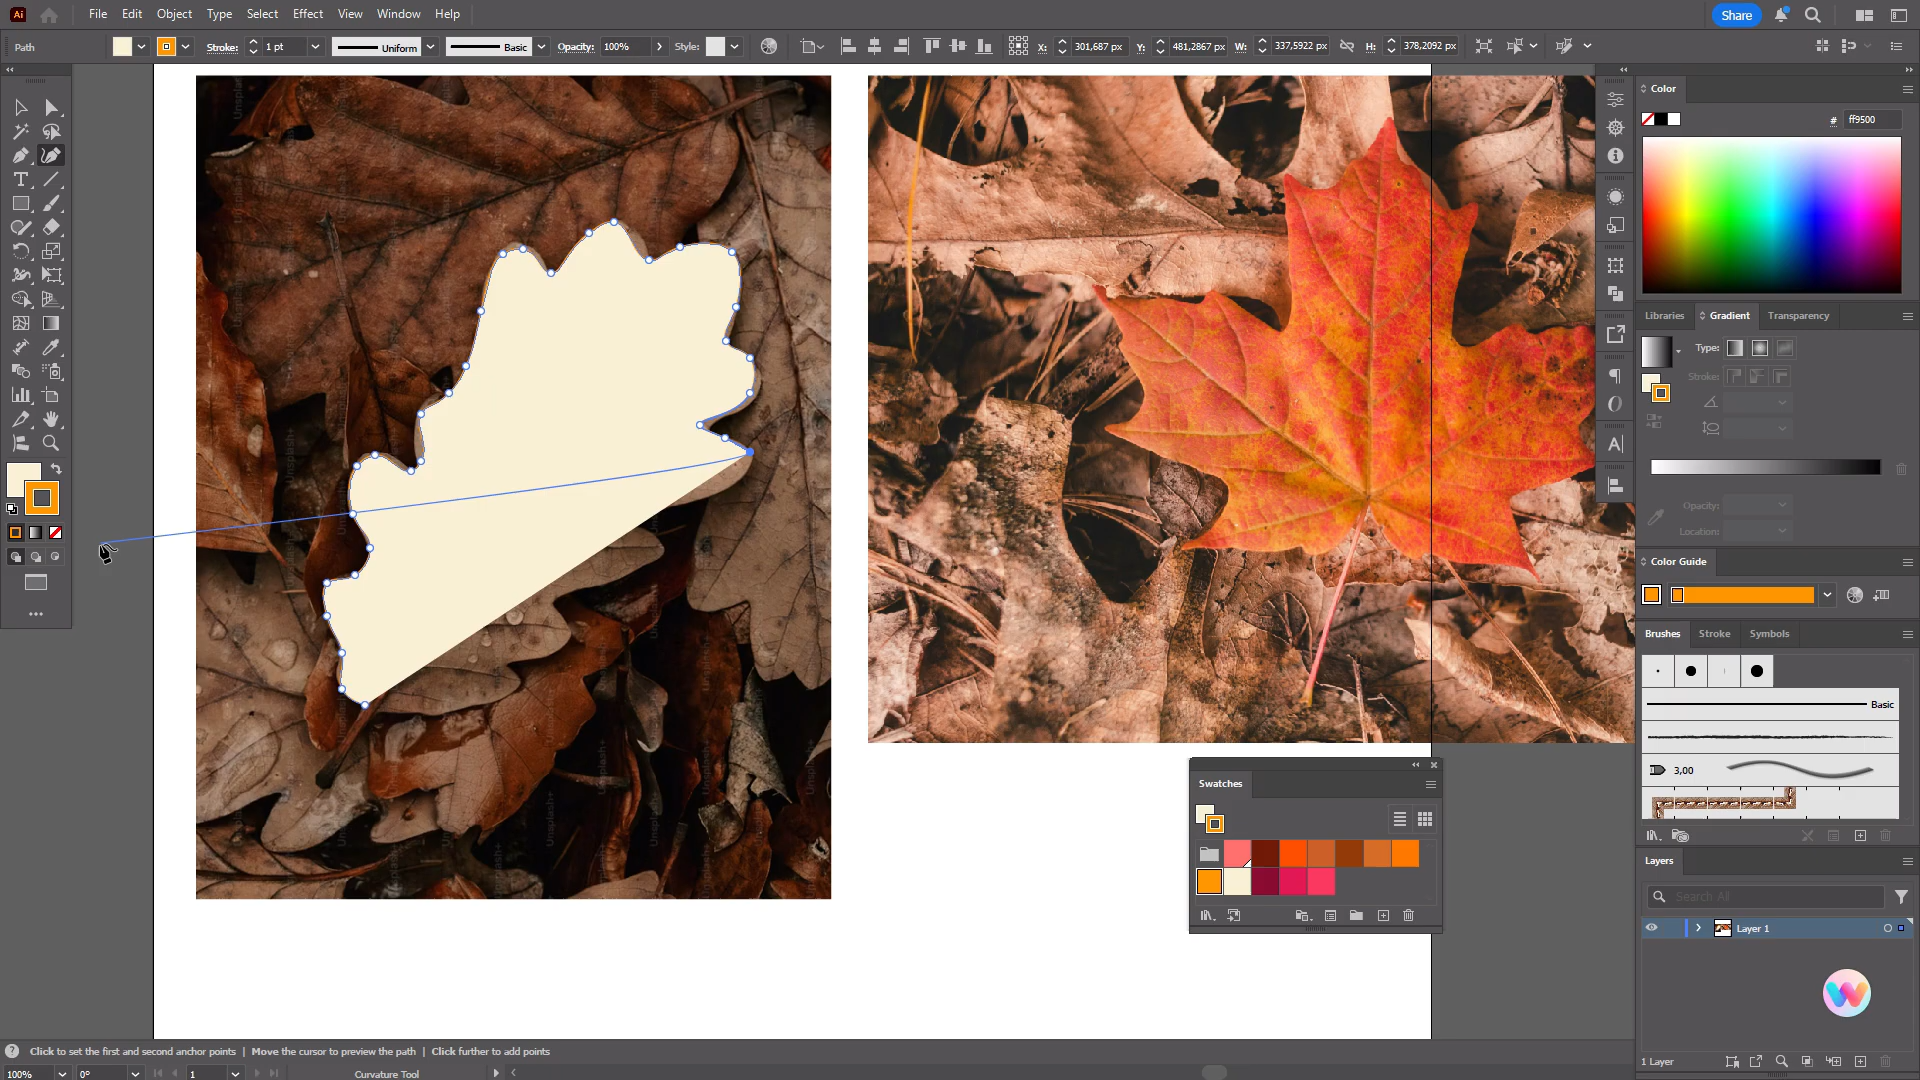 File Edit Object Type Select Effect View Window Help Share
Path Stroke: 1 pt Uniform Basic Opacity: 100% Style: X: 301,687 px Y: 481,2867 px W: 337,5922 px H: 378,2092 px
Color
# ff9500
Libraries Gradient Transparency
Type:
Stroke:
Opacity:
Location:
Color Guide
Brushes Stroke Symbols
Basic
3,00
Swatches
Layers
Search All
Layer 1
Unsplash+
Click to set the first and second anchor points | Move the cursor to preview the path | Click further to add points
1 Layer
100% 0° 1 Curvature Tool